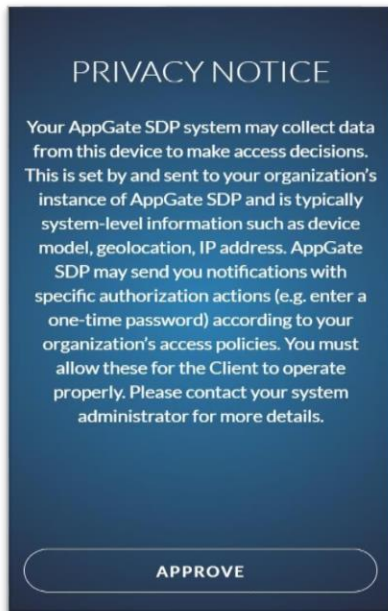 PRIVACY NOTICE
Your AppGate SDP system may collect data
from this device to make access decisions.
This is set by and sent to your organization's
instance of AppGate SDP and is typically
system-level information such as device
model, geolocation, IP address. AppGate
SDP may send you notifications with
specific authorization actions (e.g. enter a
one-time password) according to your
organization's access policies. You must
allow these for the Client to operate
properly. Please contact your system
administrator for more details.
APPROVE